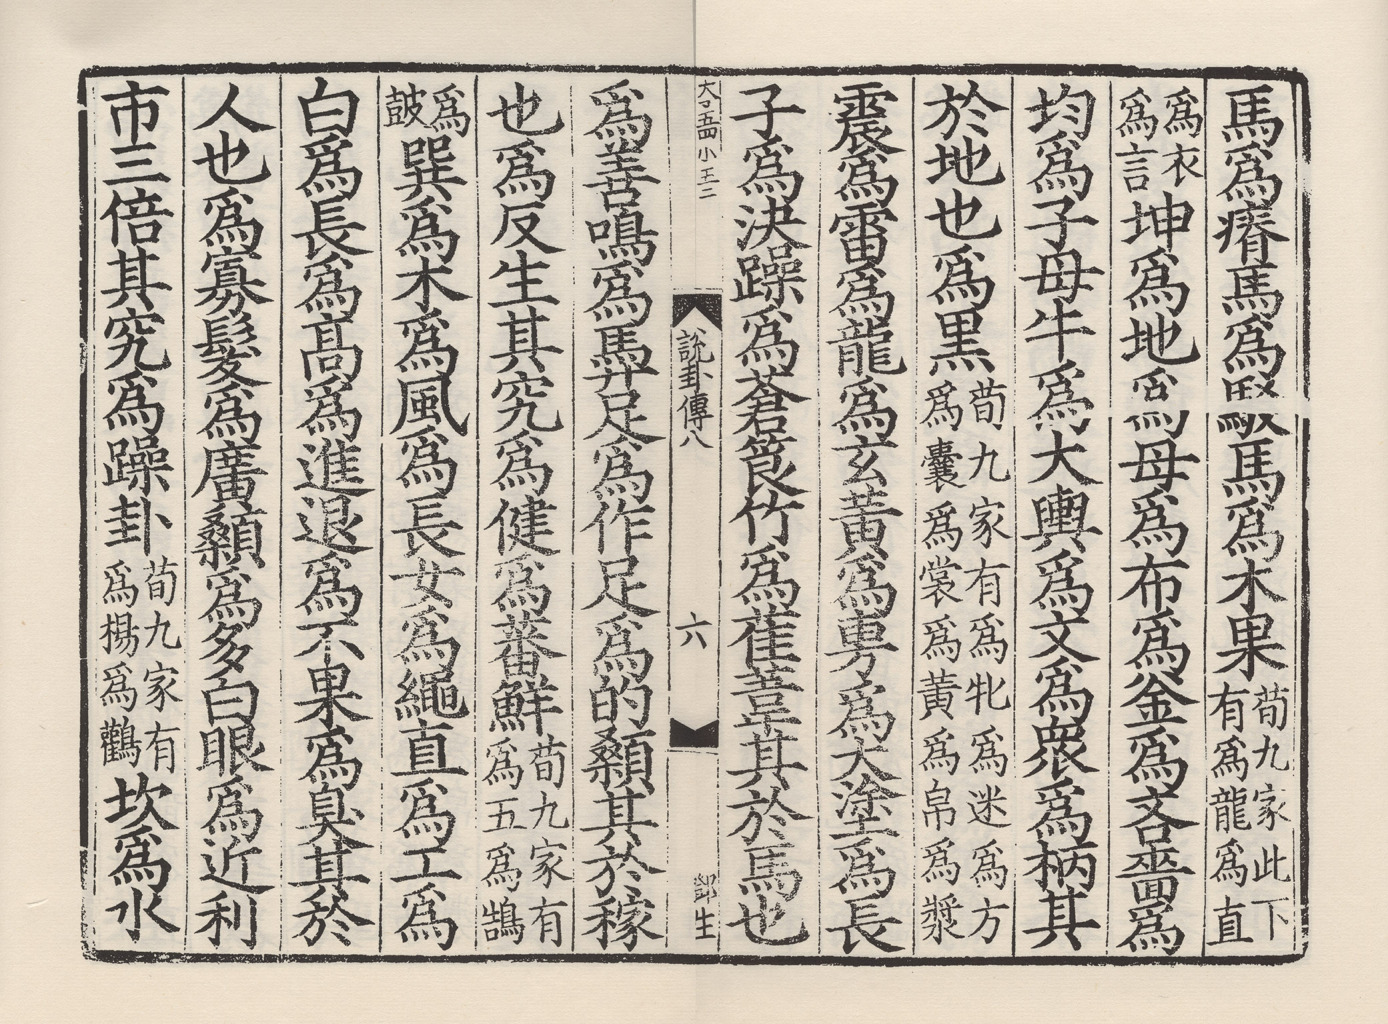 馬爲瘠馬爲駁馬爲木果荀九家此下有爲龍爲直
爲衣爲言坤爲地爲母爲布爲釜爲吝嗇爲
均爲子母牛爲大輿爲文爲衆爲柄其
於地也爲黑荀九家有爲牝爲迷爲方爲囊爲裳爲黃爲帛爲漿
震爲雷爲龍爲玄黃爲旉爲大塗爲長
子爲決躁爲蒼筤竹爲萑葦其於馬也
說卦傳八
六
生
爲善鳴爲馵足爲作足爲的顙其於稼
也爲反生其究爲健爲蕃鮮荀九家有爲五爲鵠
爲鼓巽爲木爲風爲長女爲繩直爲工爲
白爲長爲高爲進退爲不果爲臭其於
人也爲寡髮爲廣顙爲多白眼爲近利
市三倍其究爲躁卦荀九家有爲楊爲鸛坎爲水